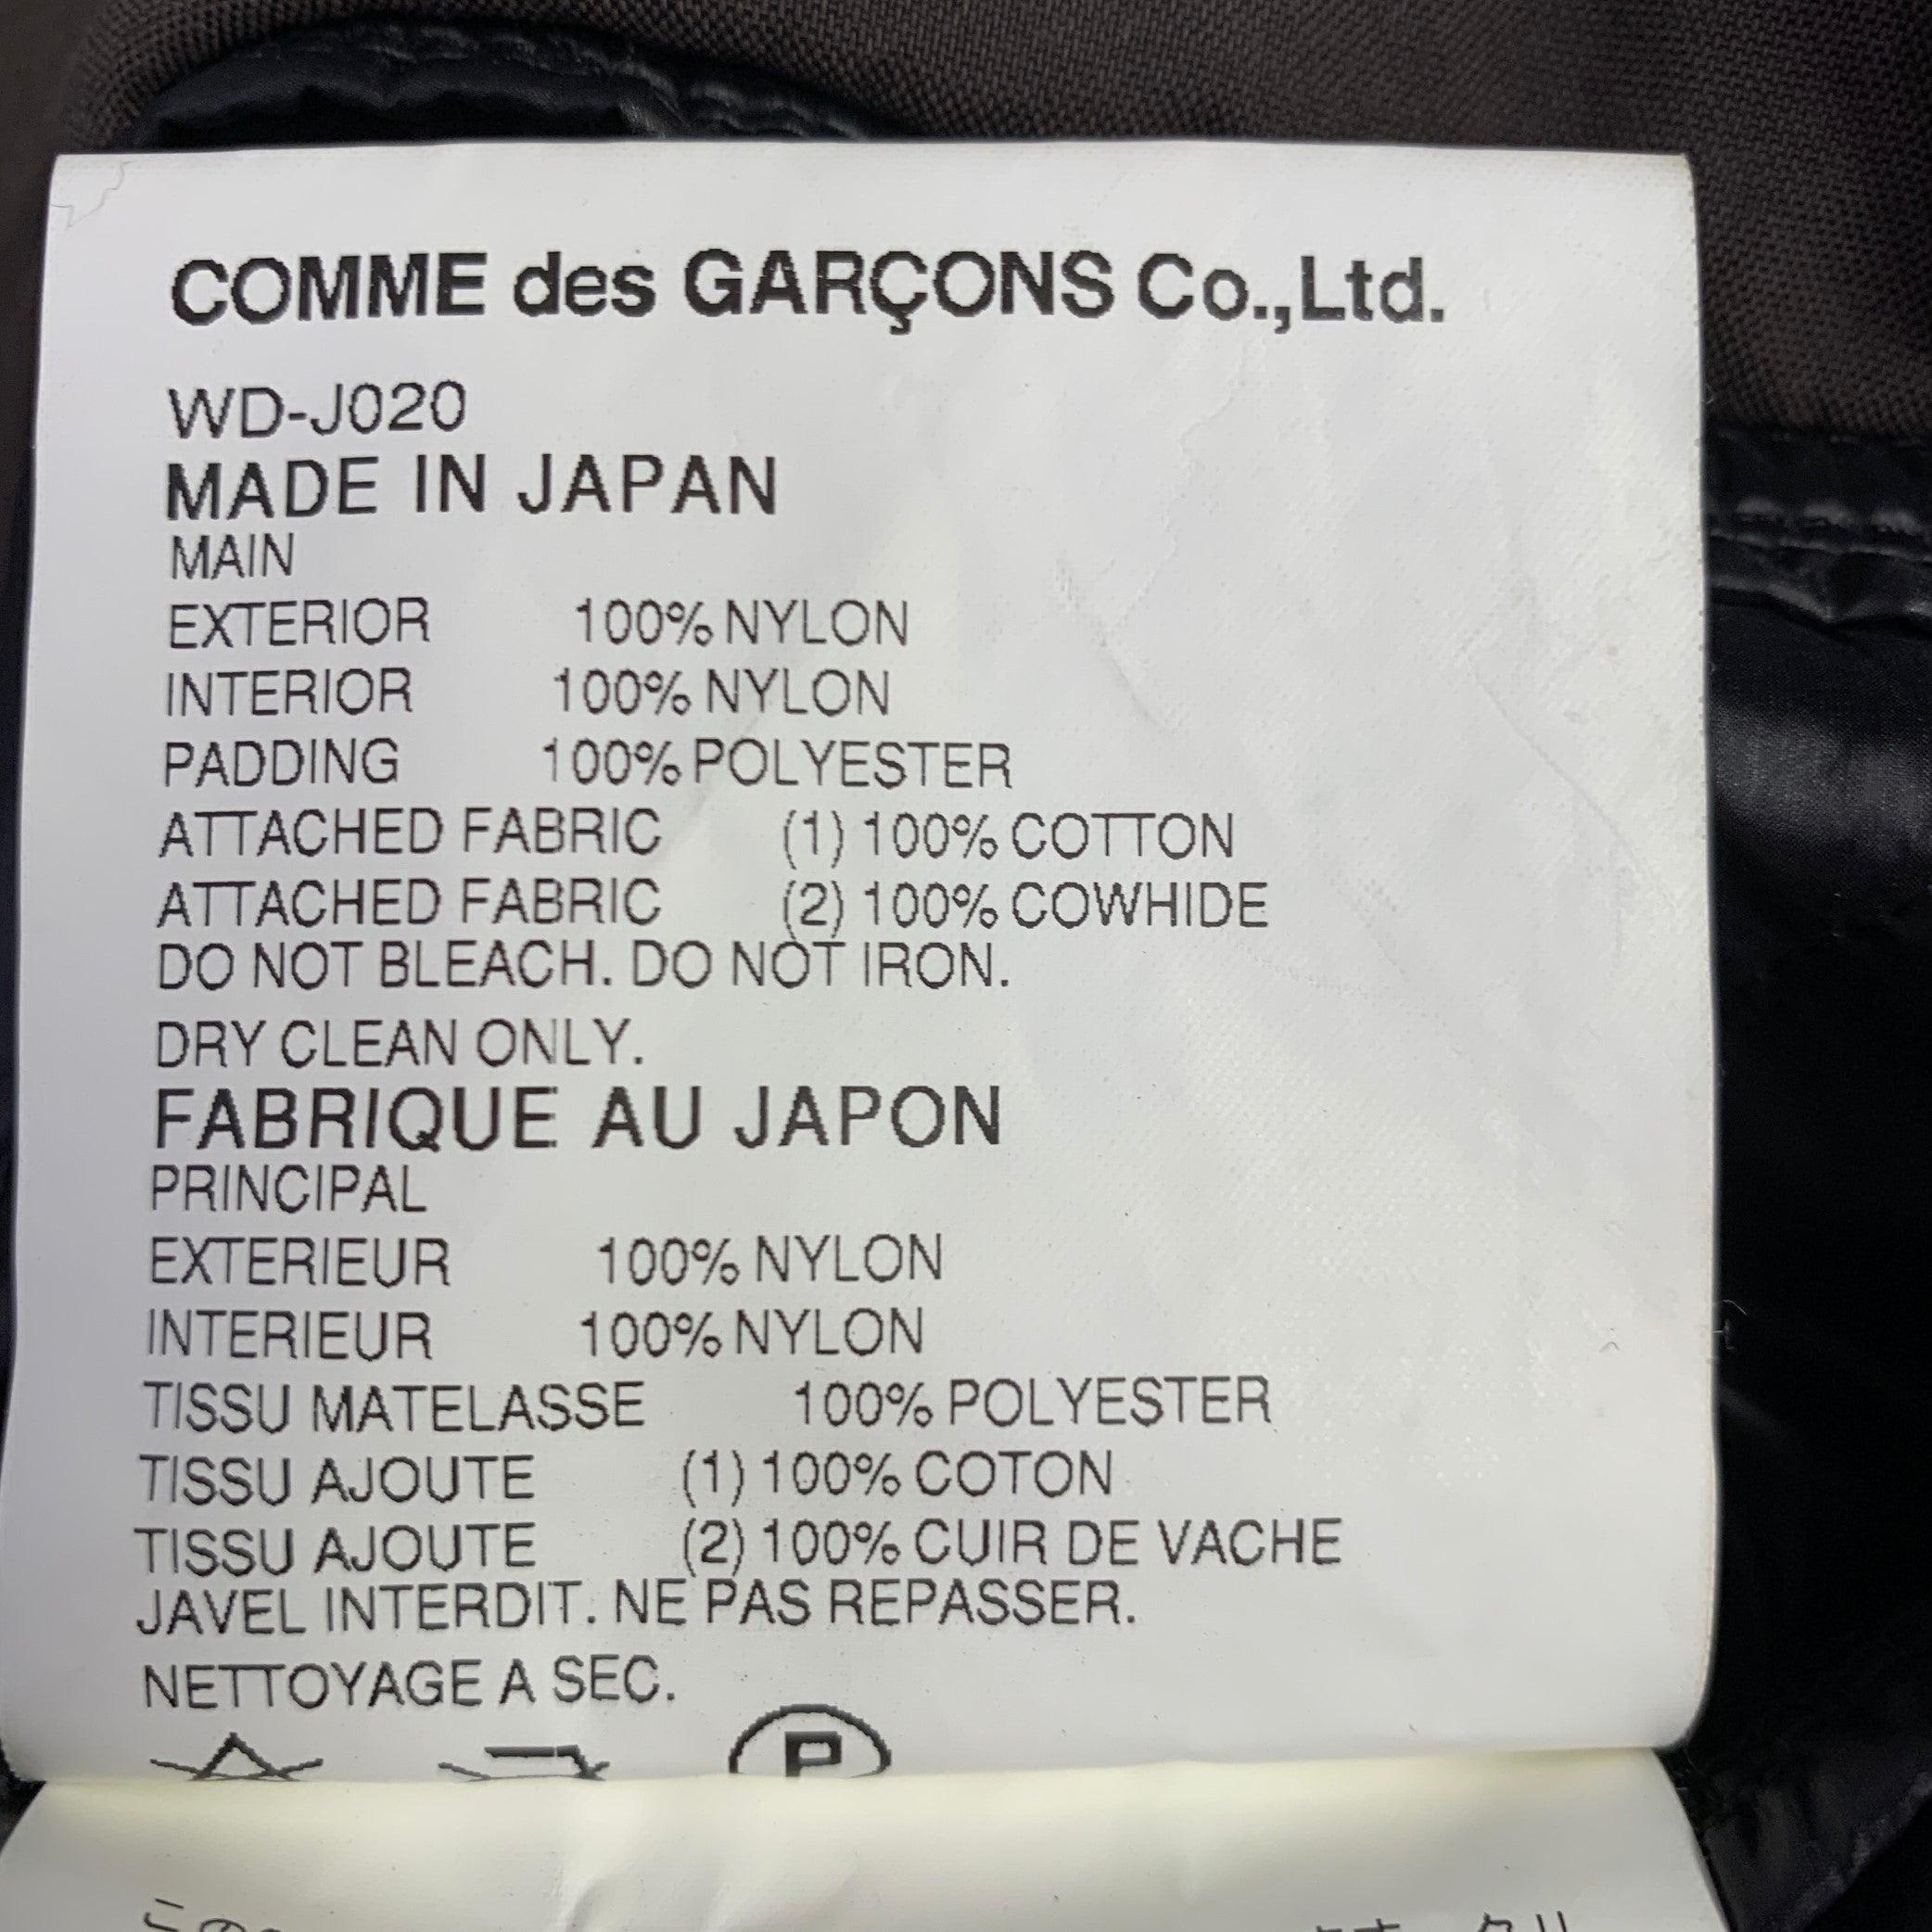 COMME des GARÇONS Co.,Ltd.
WD-J020
MADE IN JAPAN
MAIN
EXTERIOR 100% NYLON
INTERIOR 100% NYLON
PADDING 100% POLYESTER
ATTACHED FABRIC (1) 100% COTTON
ATTACHED FABRIC (2) 100% COWHIDE
DO NOT BLEACH. DO NOT IRON.
DRY CLEAN ONLY.
FABRIQUE AU JAPON
PRINCIPAL
EXTERIEUR 100% NYLON
INTERIEUR 100% NYLON
TISSU MATELASSE 100% POLYESTER
TISSU AJOUTE (1) 100% COTON
TISSU AJOUTE (2) 100% CUIR DE VACHE
JAVEL INTERDIT. NE PAS REPASSER.
NETTOYAGE A SEC.
P